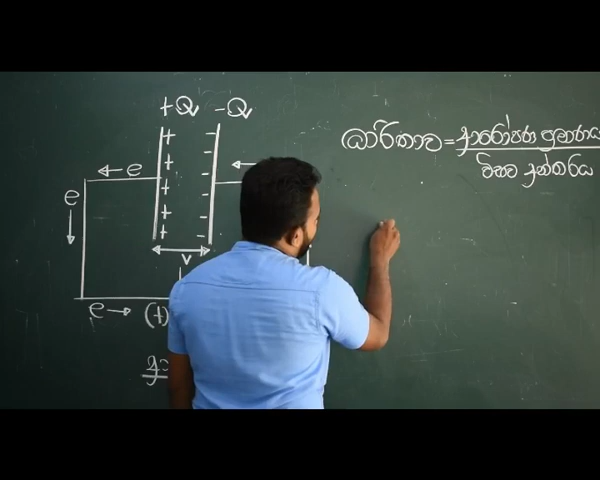 +Q -Q
ධාරිතාව = ආරෝපණ ප්‍රමාණය
විභව අන්තරය
+ -
+ -
← e ←
+ -
e
+ -
+ -
V
e → (+)